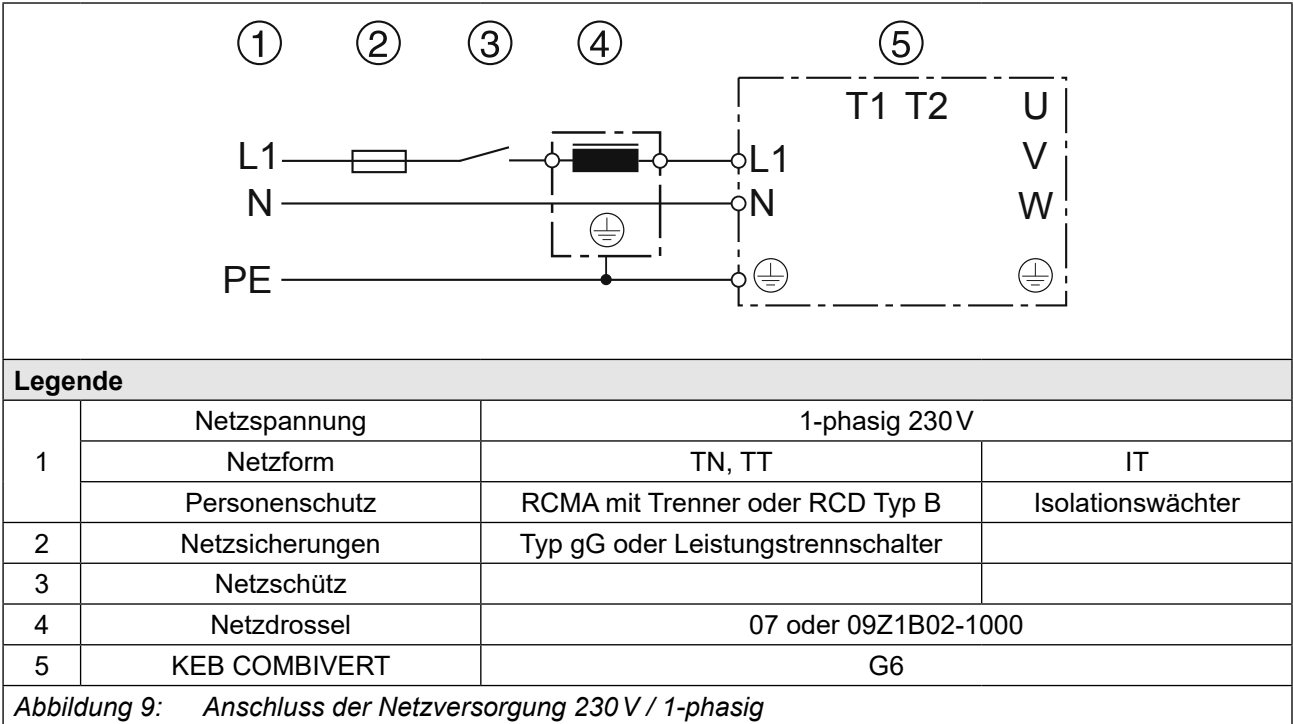 ① ② ③ ④ ⑤
T1 T2 U
L1 L1 V
N N W
PE
Legende
1 Netzspannung 1-phasig 230 V
Netzform TN, TT IT
Personenschutz RCMA mit Trenner oder RCD Typ B Isolationswächter
2 Netzsicherungen Typ gG oder Leistungstrennschalter
3 Netzschütz
4 Netzdrossel 07 oder 09Z1B02-1000
5 KEB COMBIVERT G6
Abbildung 9: Anschluss der Netzversorgung 230 V / 1-phasig